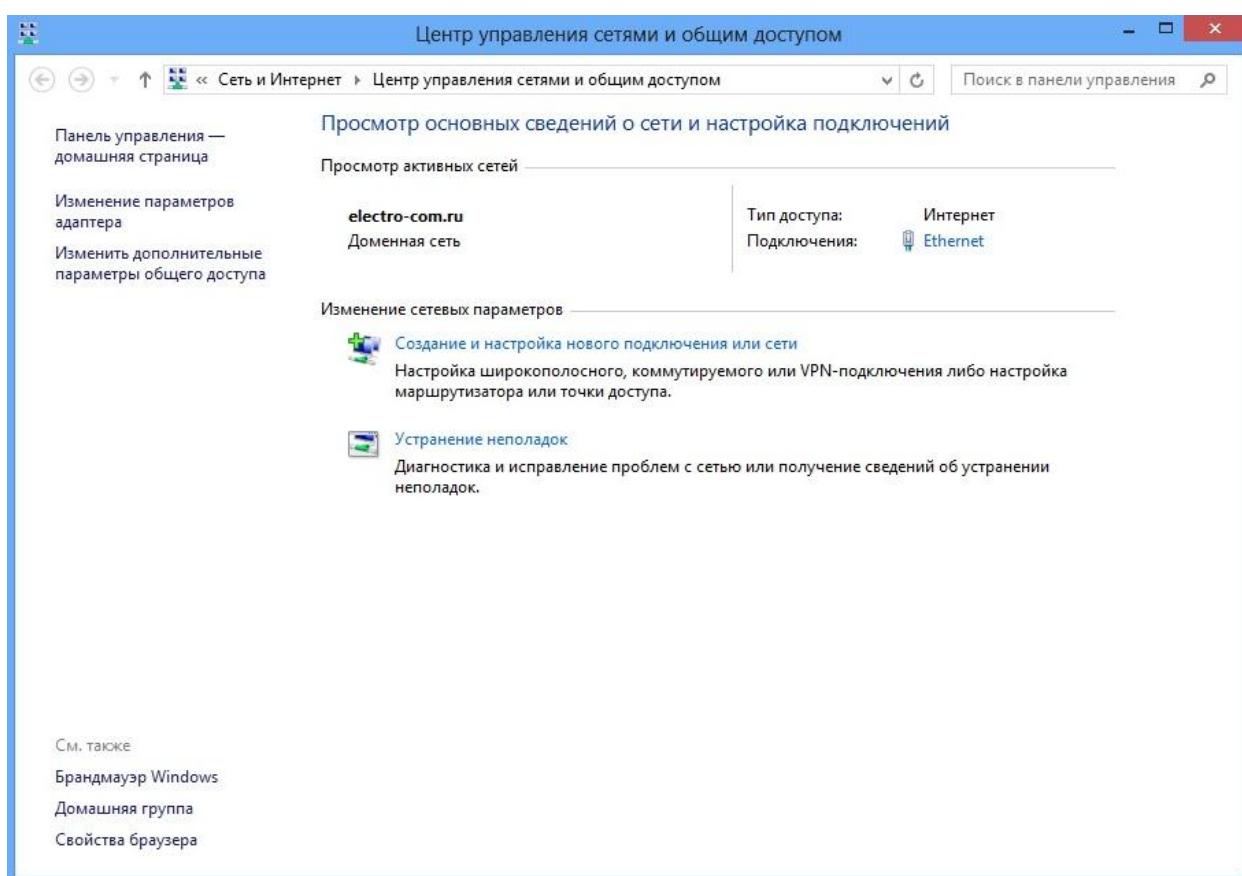 Центр управления сетями и общим доступом
« Сеть и Интернет Центр управления сетями и общим доступом
Поиск в панели управления
Панель управления —
домашняя страница
Изменение параметров
адаптера
Изменить дополнительные
параметры общего доступа
Просмотр основных сведений о сети и настройка подключений
Просмотр активных сетей
electro-com.ru
Доменная сеть
Тип доступа: Интернет
Подключения: Ethernet
Изменение сетевых параметров
Создание и настройка нового подключения или сети
Настройка широкополосного, коммутируемого или VPN-подключения либо настройка
маршрутизатора или точки доступа.
Устранение неполадок
Диагностика и исправление проблем с сетью или получение сведений об устранении
неполадок.
См. также
Брандмауэр Windows
Домашняя группа
Свойства браузера